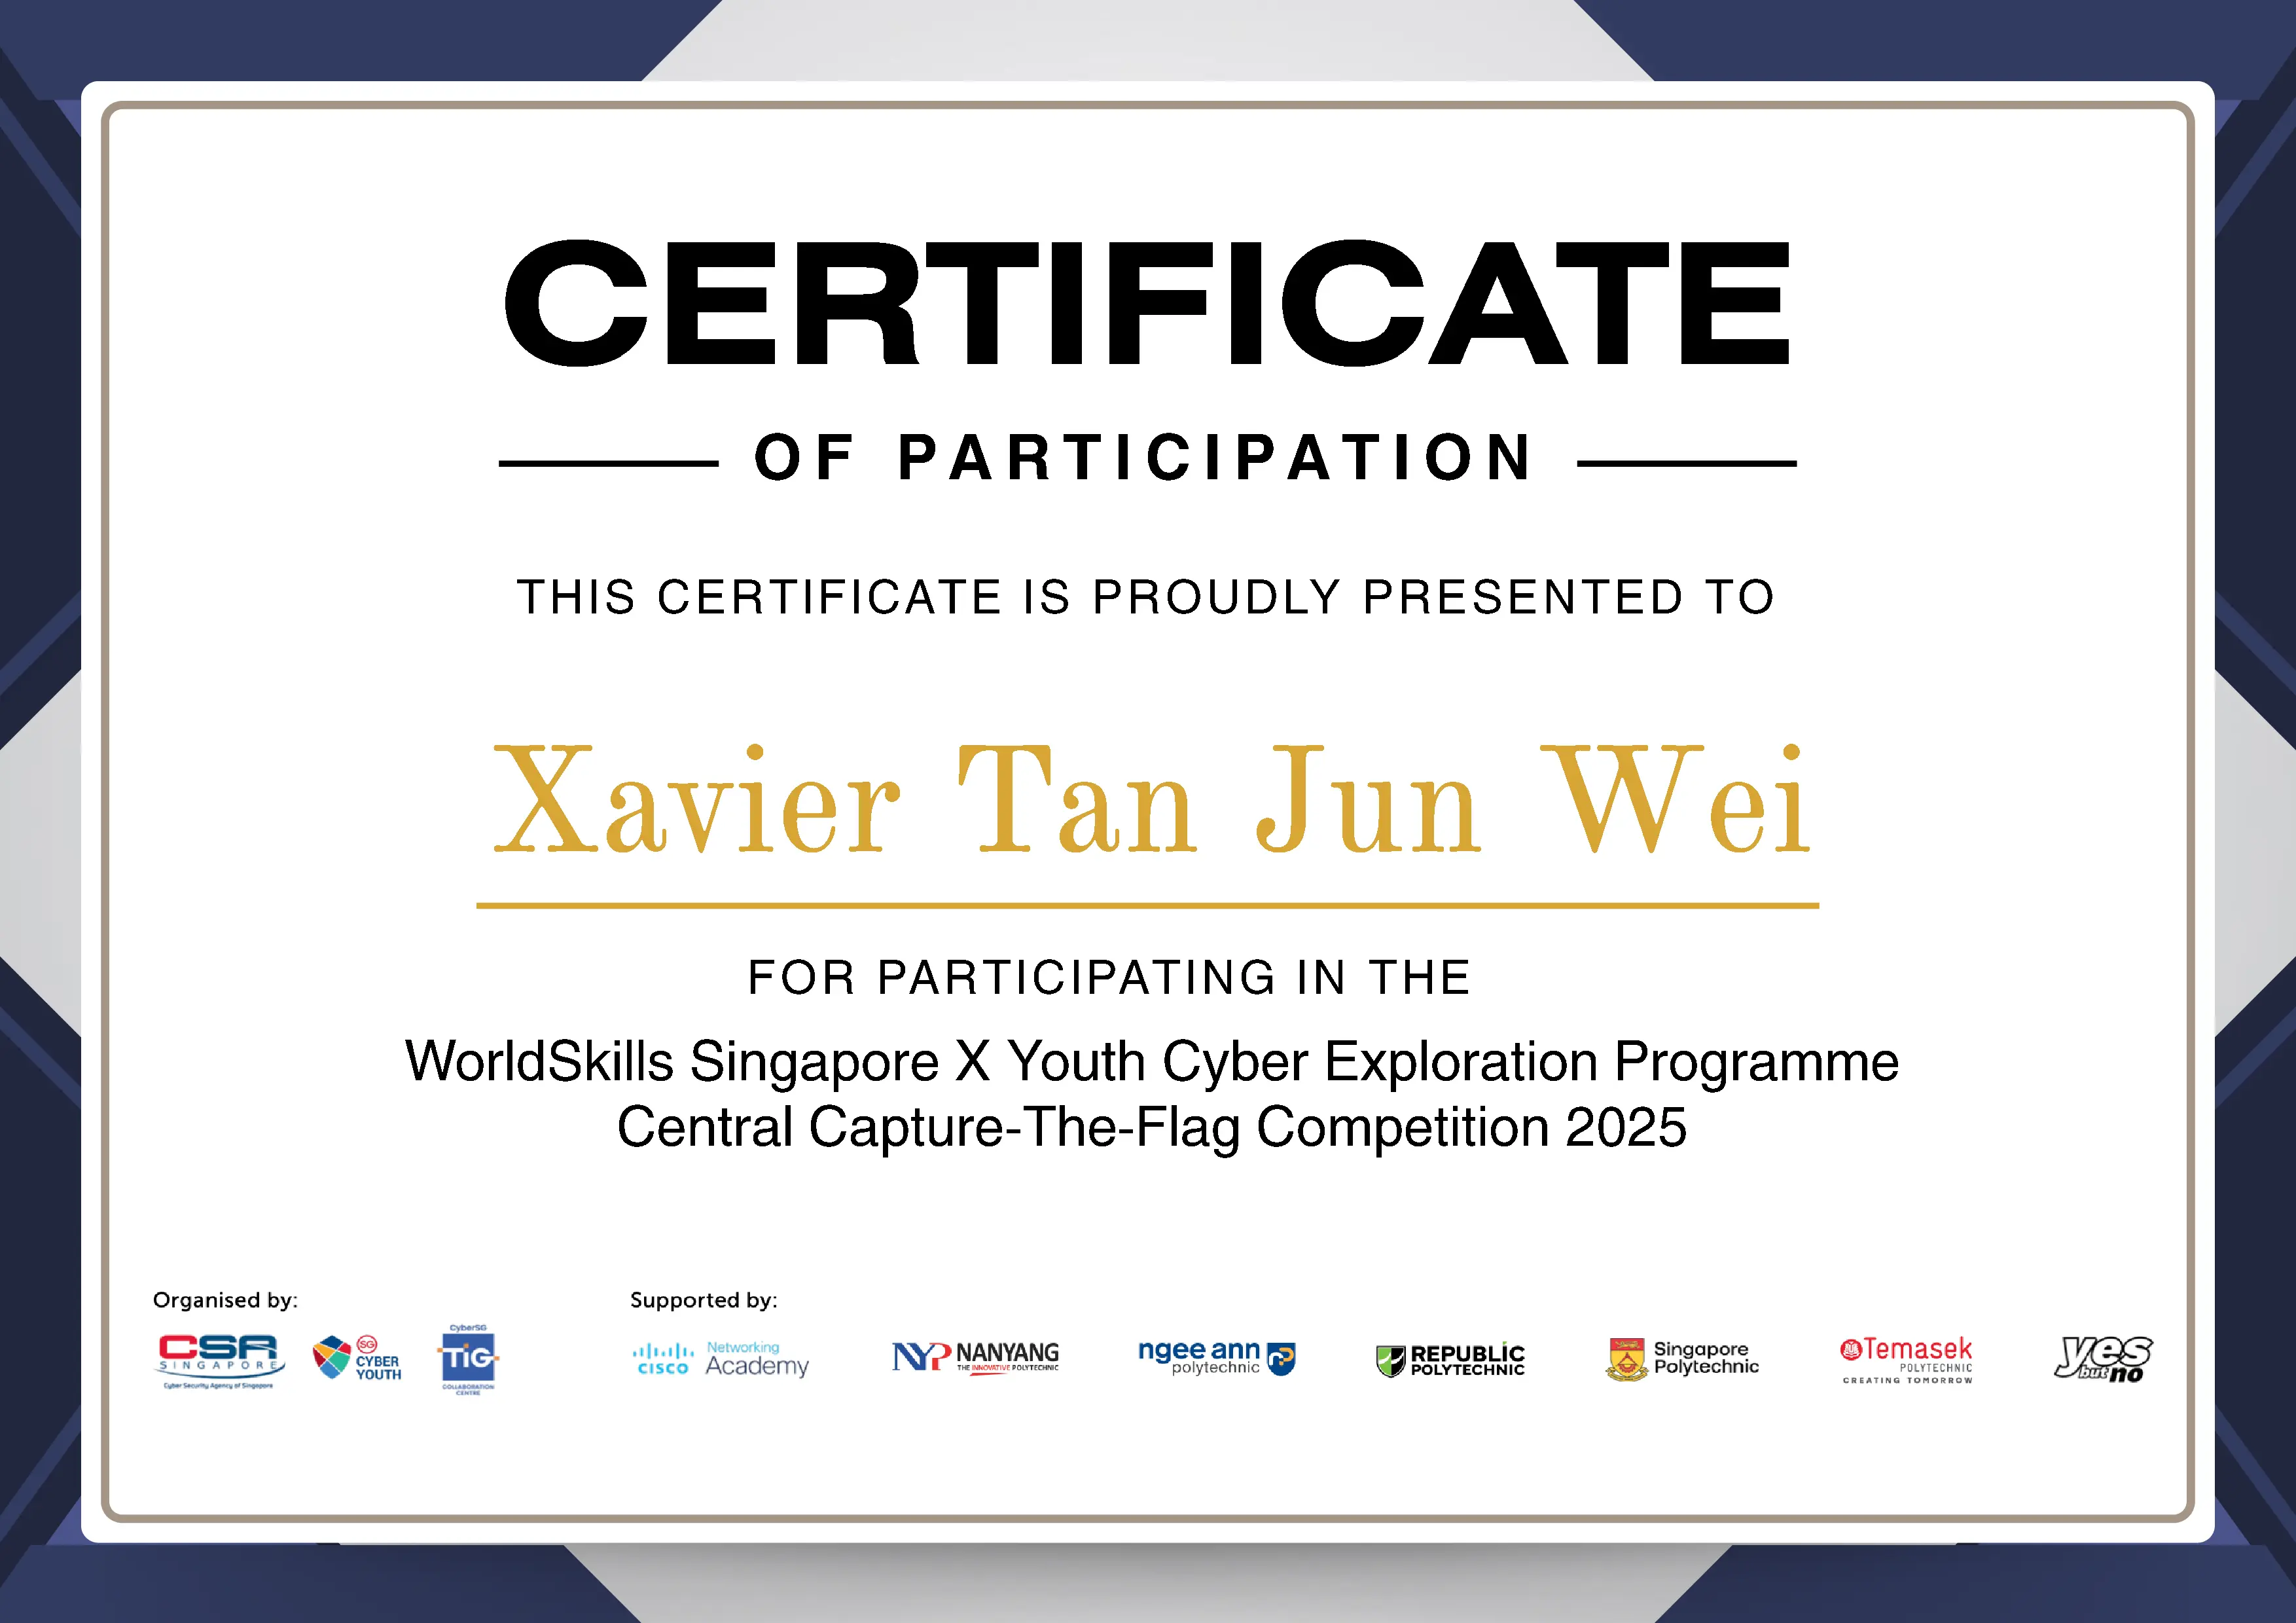 CERTIFICATE
OF PARTICIPATION
THIS CERTIFICATE IS PROUDLY PRESENTED TO
Xavier Tan Jun Wei
FOR PARTICIPATING IN THE
WorldSkills Singapore X Youth Cyber Exploration Programme
Central Capture-The-Flag Competition 2025
Organised by:
CSA
SINGAPORE
Cyber Security Agency of Singapore
SG
CYBER
YOUTH
CyberSG
TiG
COLLABORATION
CENTRE
Supported by:
CISCO
Networking
Academy
NYP NANYANG
THE INNOVATIVE POLYTECHNIC
ngee ann
polytechnic
REPUBLIC
POLYTECHNIC
Singapore
Polytechnic
Temasek
POLYTECHNIC
CREATING TOMORROW
yes
but no